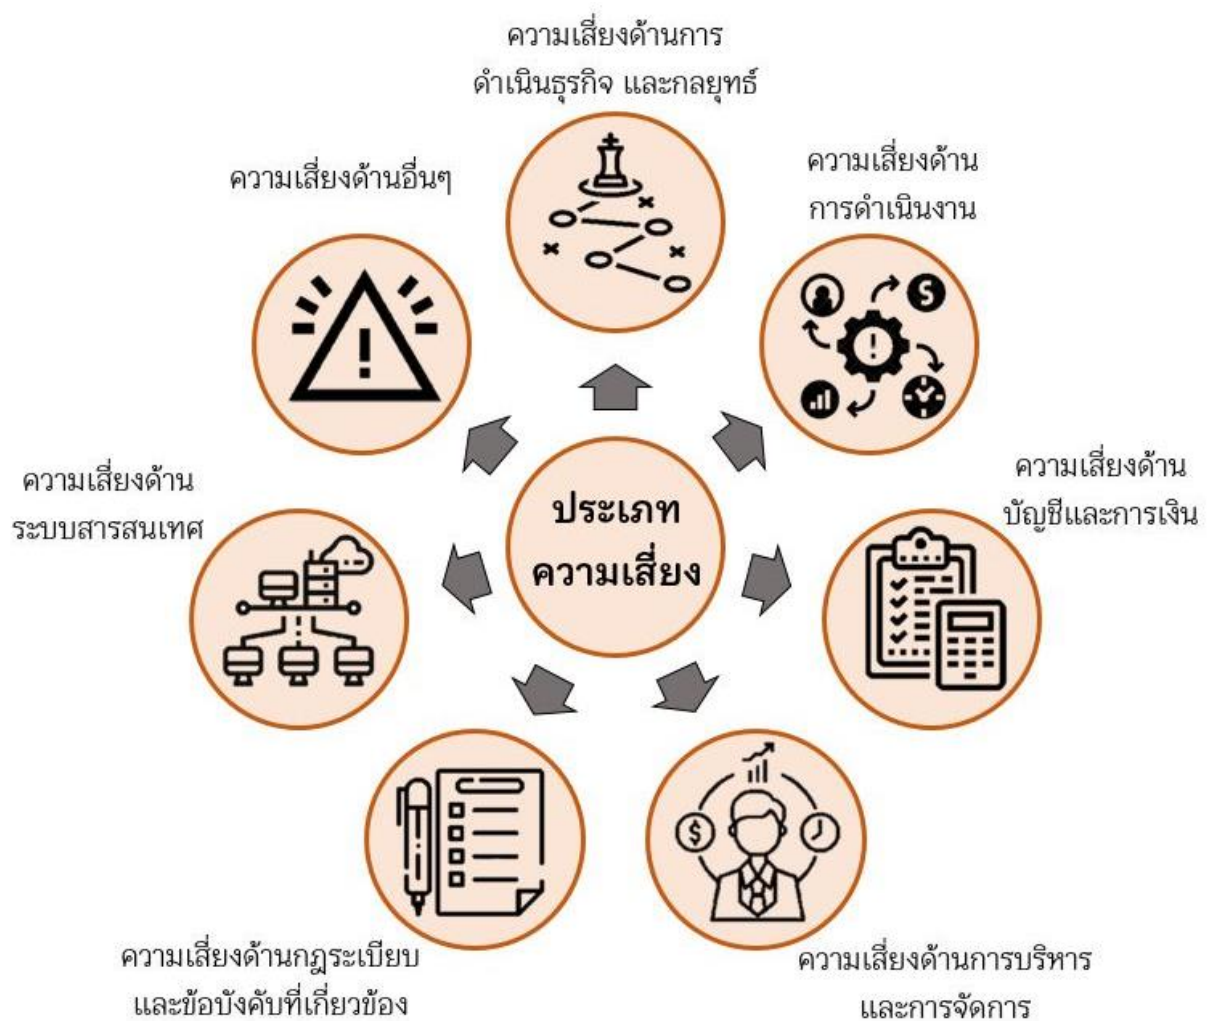 ความเสี่ยงด้านการ
ดำเนินธุรกิจ และกลยุทธ์
ความเสี่ยงด้าน
การดำเนินงาน
ความเสี่ยงด้านอื่นๆ
ความเสี่ยงด้าน
บัญชีและการเงิน
ความเสี่ยงด้าน
ระบบสารสนเทศ
ประเภท
ความเสี่ยง
ความเสี่ยงด้านกฎระเบียบ
และข้อบังคับที่เกี่ยวข้อง
ความเสี่ยงด้านการบริหาร
และการจัดการ